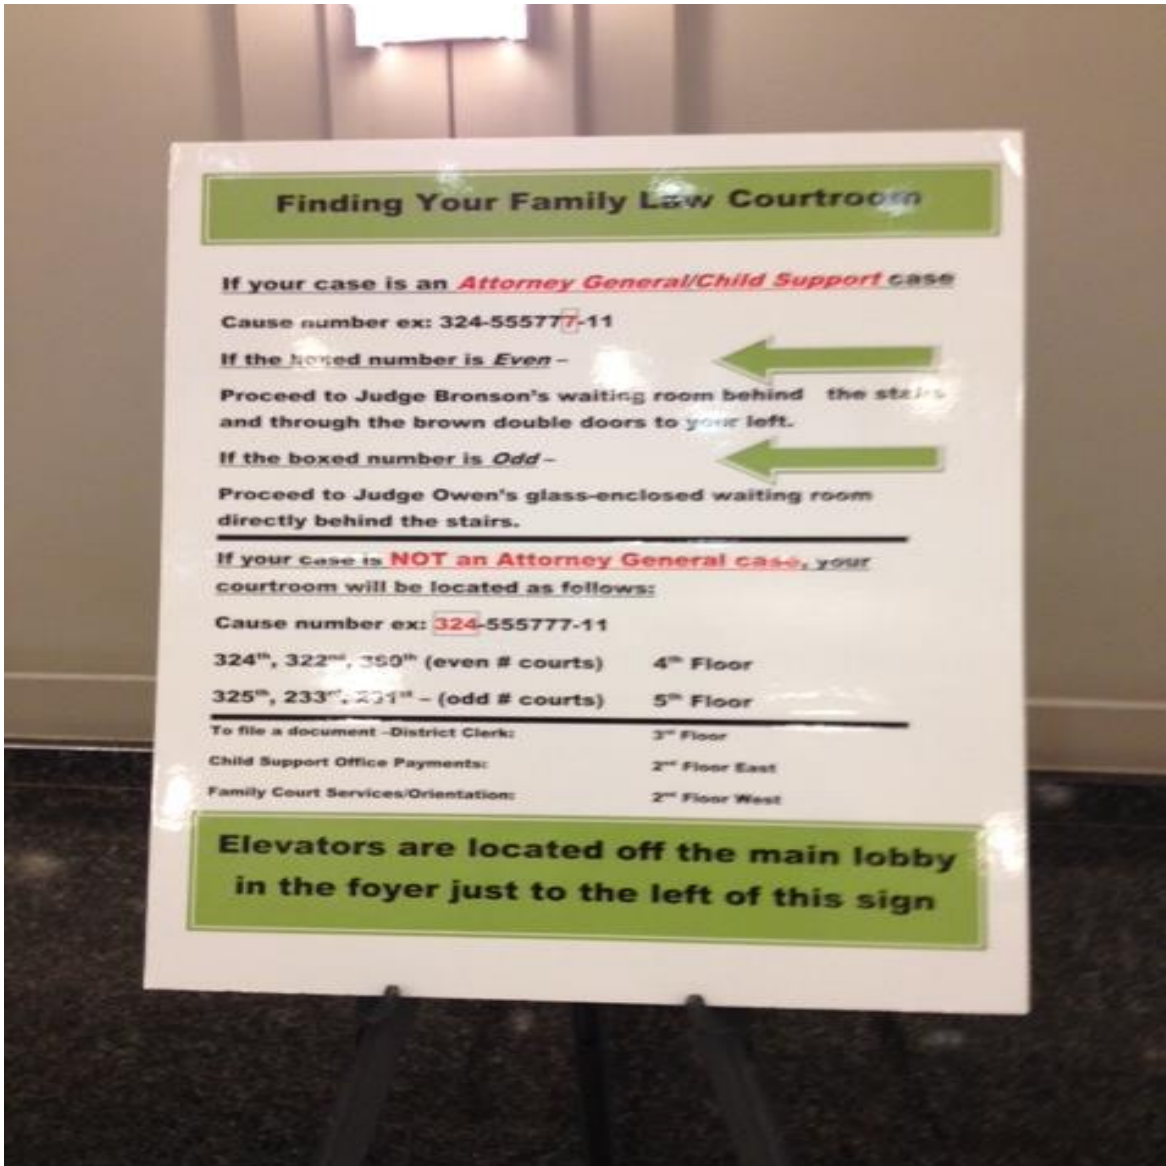 Finding Your Family Law Courtroom
If your case is an Attorney General/Child Support case
Cause number ex: 324-555777-11
If the boxed number is Even –
Proceed to Judge Bronson's waiting room behind the stairs
and through the brown double doors to your left.
If the boxed number is Odd –
Proceed to Judge Owen's glass-enclosed waiting room
directly behind the stairs.
If your case is NOT an Attorney General case, your
courtroom will be located as follows:
Cause number ex: 324-555777-11
324th, 322nd, 360th (even # courts) 4th Floor
325th, 233rd, 231st – (odd # courts) 5th Floor
To file a document –District Clerk: 3rd Floor
Child Support Office Payments: 2nd Floor East
Family Court Services/Orientation: 2nd Floor West
Elevators are located off the main lobby
in the foyer just to the left of this sign